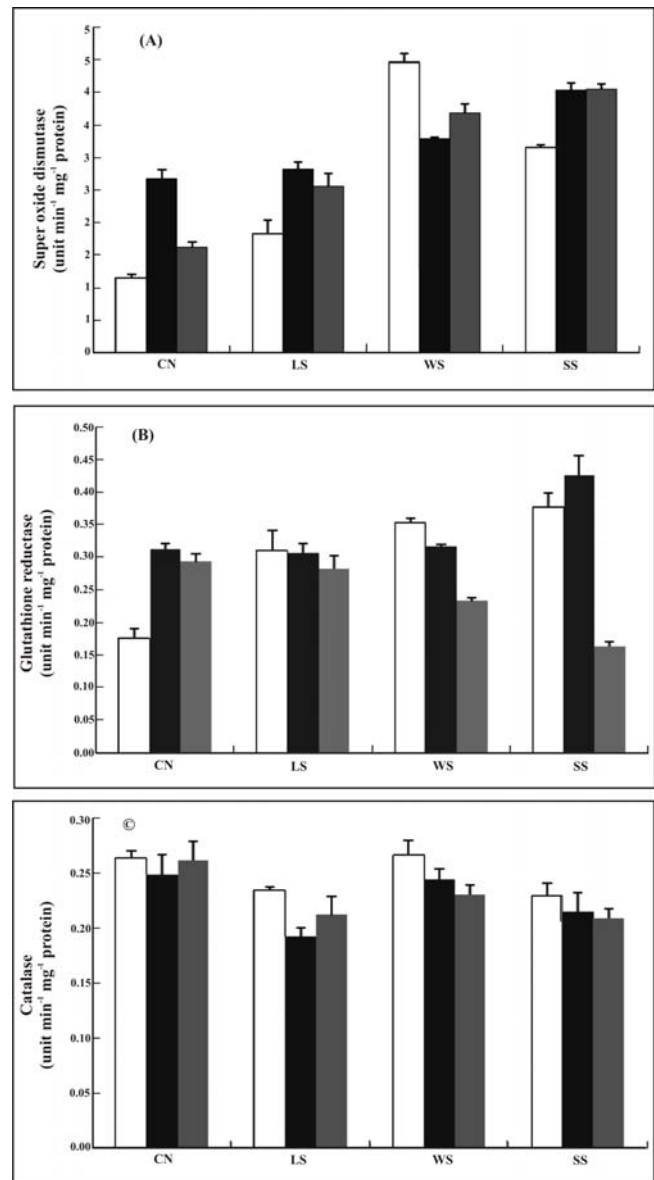 (A)
Super oxide dismutase
(unit min⁻¹ mg⁻¹ protein)
5
5
4
4
3
3
2
2
1
1
0
CN LS WS SS
(B)
Glutathione reductase
(unit min⁻¹ mg⁻¹ protein)
0.50
0.45
0.40
0.35
0.30
0.25
0.20
0.15
0.10
0.05
0.00
CN LS WS SS
©
Catalase
(unit min⁻¹ mg⁻¹ protein)
0.30
0.25
0.20
0.15
0.10
0.05
0.00
CN LS WS SS